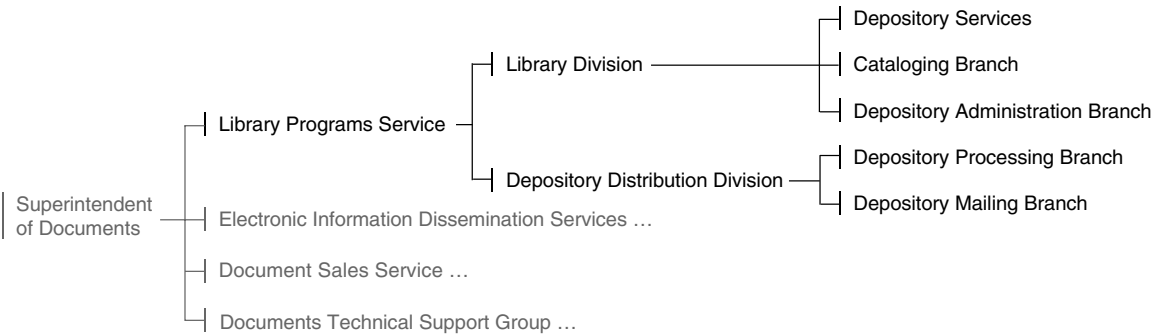 Depository Services
Library Division
Cataloging Branch
Depository Administration Branch
Library Programs Service
Depository Processing Branch
Depository Distribution Division
Depository Mailing Branch
Superintendent
of Documents
Electronic Information Dissemination Services …
Document Sales Service …
Documents Technical Support Group …